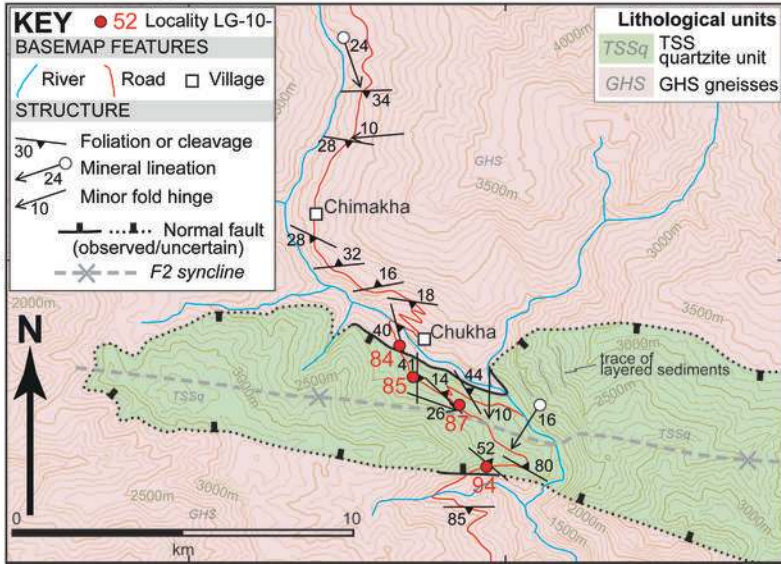 KEY
52 Locality LG-10-
BASEMAP FEATURES
River Road Village
STRUCTURE
30 Foliation or cleavage
24 Mineral lineation
10 Minor fold hinge
Normal fault
(observed/uncertain)
F2 syncline
Lithological units
TSSq TSS
quartzite unit
GHS GHS gneisses
24
4000m
34
10
28
GHS
3500m
Chimakha
3000m
28
32
16
18
2000m
3500m
N
40
Chukha
84
3000m
trace of
layered sediments
41
14
44
85
2500m
2500m
TSSq
26
10
16
87
TSSq
52
80
94
2500m
3000m
GHS
2000m
1500m
85
0 10
km